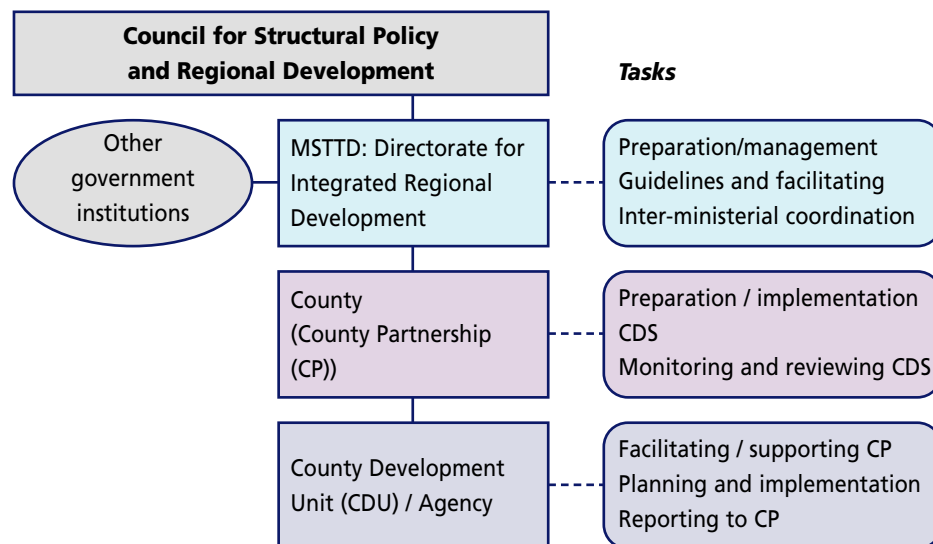 Council for Structural Policy
and Regional Development
Tasks
Other
government
institutions
MSTTD: Directorate for
Integrated Regional
Development
Preparation/management
Guidelines and facilitating
Inter-ministerial coordination
County
(County Partnership
(CP))
Preparation / implementation
CDS
Monitoring and reviewing CDS
County Development
Unit (CDU) / Agency
Facilitating / supporting CP
Planning and implementation
Reporting to CP